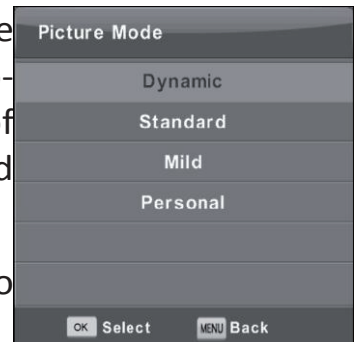 Picture Mode
Dynamic
Standard
Mild
Personal
OK Select MENU Back